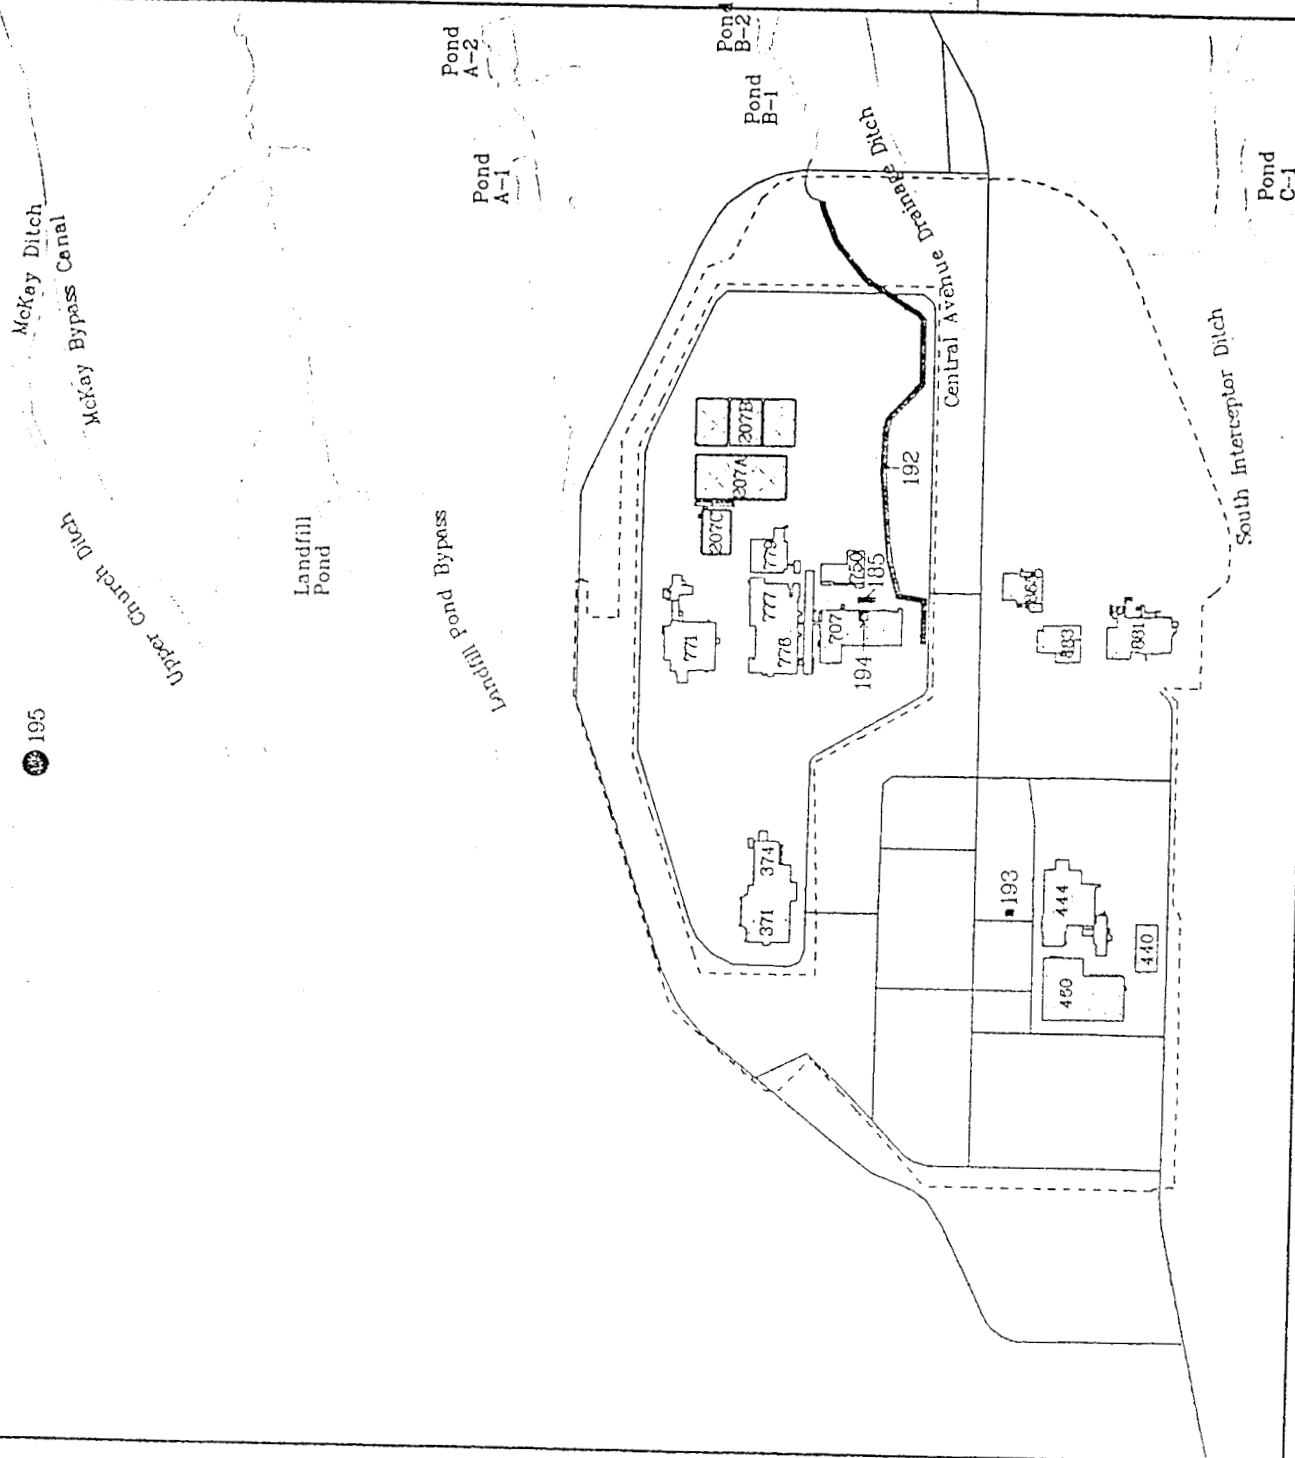 McKay Ditch
McKay Bypass Canal
Upper Church Ditch
195
Landfill
Pond
Landfill Pond Bypass
Pond
A-2
Pond
A-1
Pond
B-2
Pond
B-1
Central Avenue Drainage Ditch
South Interceptor Ditch
Pond
C-1
207B
207A
207C
779
777
778
771
707
750
185
194
192
883
881
374
371
193
444
440